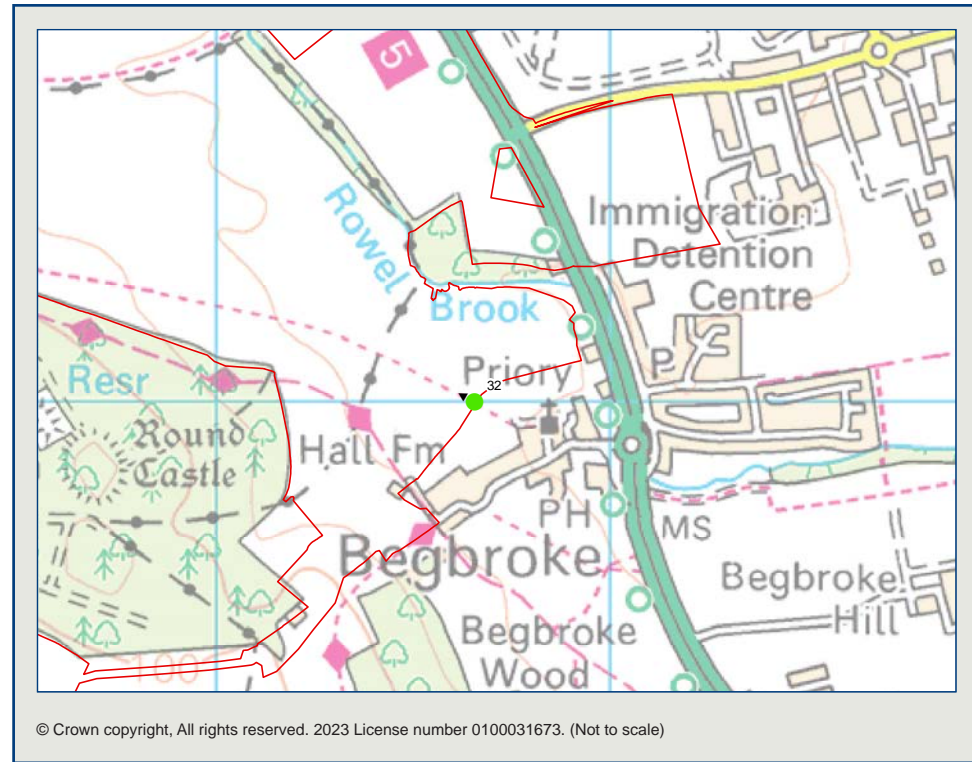 5
Rowel
Brook
Immigration
Detention
Centre
Priory
P
32
Resr
Round
Castle
Hall Fm
PH
MS
Begbroke
Begbroke
Hill
Begbroke
Wood
100
© Crown copyright, All rights reserved. 2023 License number 0100031673. (Not to scale)